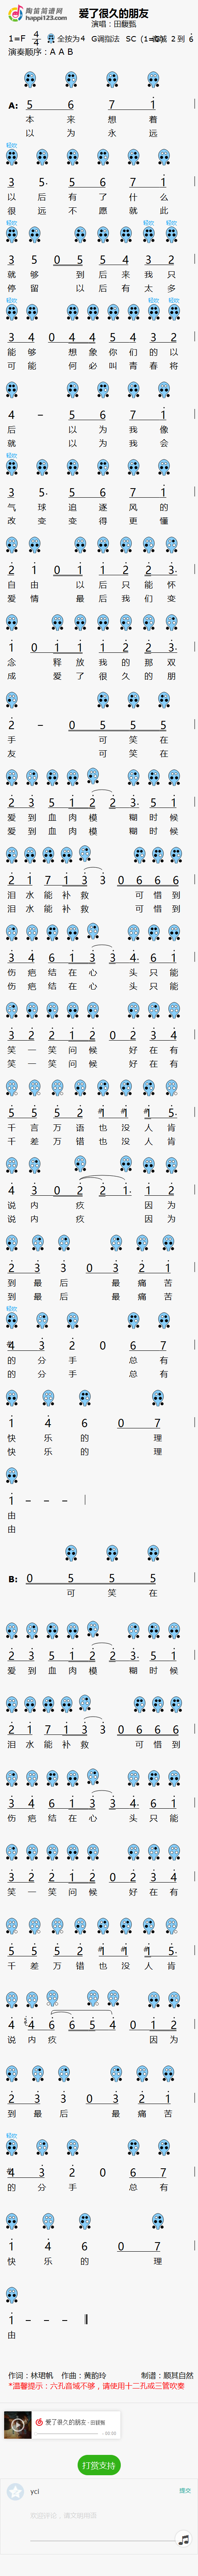 陶笛简谱网 爱了很久的朋友
happi123.com 演唱：田馥甄
1=F 4/4 全按为4 G调指法 SC (1=G) 2 到 6
演奏顺序：A A B
A: 5 6 7 1
本 来 想 着
以 为 永 远
轻吹
3 5. 5 6 7 1
以 后 有 了 什 么
很 远 不 愿 就 此
轻吹 轻吹 轻吹
3 5 0 5 5 4 3 2
就 够 到 后 来 我 只
停 留 以 后 有 太 多
轻吹 轻吹 轻吹
3 4 0 4 4 5 4 3 2
能 够 想 象 你 们 的 以
可 能 何 必 叫 青 春 将
4 – 5 6 7 1
后 以 为 我 像
就 以 为 我 会
轻吹
3 5. 5 6 7 1
气 球 追 逐 风 的
改 变 变 得 更 懂
2 1 0 1 1 2 2 3.
自 由 以 后 只 能 怀
爱 情 最 后 我 们 变
1 0 1 1 1 2 2 3.
念 释 放 我 的 那 双
成 爱 了 很 久 的 朋
2 – 0 5 5 5
手 可 笑 在
友 可 笑 在
2 3 5 1 2 2 3. 5 1
爱 到 血 肉 模 糊 时 候
爱 到 血 肉 模 糊 时 候
2 1 7 1 3 3 0 6 6 6
泪 水 能 补 救 可 惜 到
泪 水 能 补 救 可 惜 到
3 4 6 1 3 3 4. 6 1
伤 疤 结 在 心 头 只 能
伤 疤 结 在 心 头 只 能
3 2 2 1 2 0 2 3 4
笑 一 笑 问 候 好 在 有
笑 一 笑 问 候 好 在 有
5 5 5 2 1 1 1 5.
千 言 万 语 也 没 人 肯
千 差 万 错 也 没 人 肯
4 3 0 2 2 1. 1 2
说 内 疚 因 为
说 内 疚 因 为
2 3 3 0 3 2 1
到 最 后 最 痛 苦
到 最 后 最 痛 苦
轻吹
4 3 2 0 6 7
的 分 手 总 有
的 分 手 总 有
1 4 6 0 7
快 乐 的 理
快 乐 的 理
1 – – –
由
由
B: 0 5 5 5
可 笑 在
2 3 5 1 2 2 3. 5 1
爱 到 血 肉 模 糊 时 候
2 1 7 1 3 3 0 6 6 6
泪 水 能 补 救 可 惜 到
3 4 6 1 3 3 4. 6 1
伤 疤 结 在 心 头 只 能
3 2 2 1 2 0 2 3 4
笑 一 笑 问 候 好 在 有
5 5 5 2 1 1 1 5.
千 差 万 错 也 没 人 肯
4 4 6 6 5 4 0 1 2
说 内 疚 因 为
2 3 3 0 3 2 1
到 最 后 最 痛 苦
轻吹
4 3 2 0 6 7
的 分 手 总 有
1 4 6 0 7
快 乐 的 理
1 – – –
由
作词：林珺帆 作曲：黄韵玲 制谱：顾其自然
*温馨提示：六孔音域不够，请使用十二孔或三管吹奏
爱了很久的朋友 - 田馥甄
- 00:00
打赏支持
ycl 提交